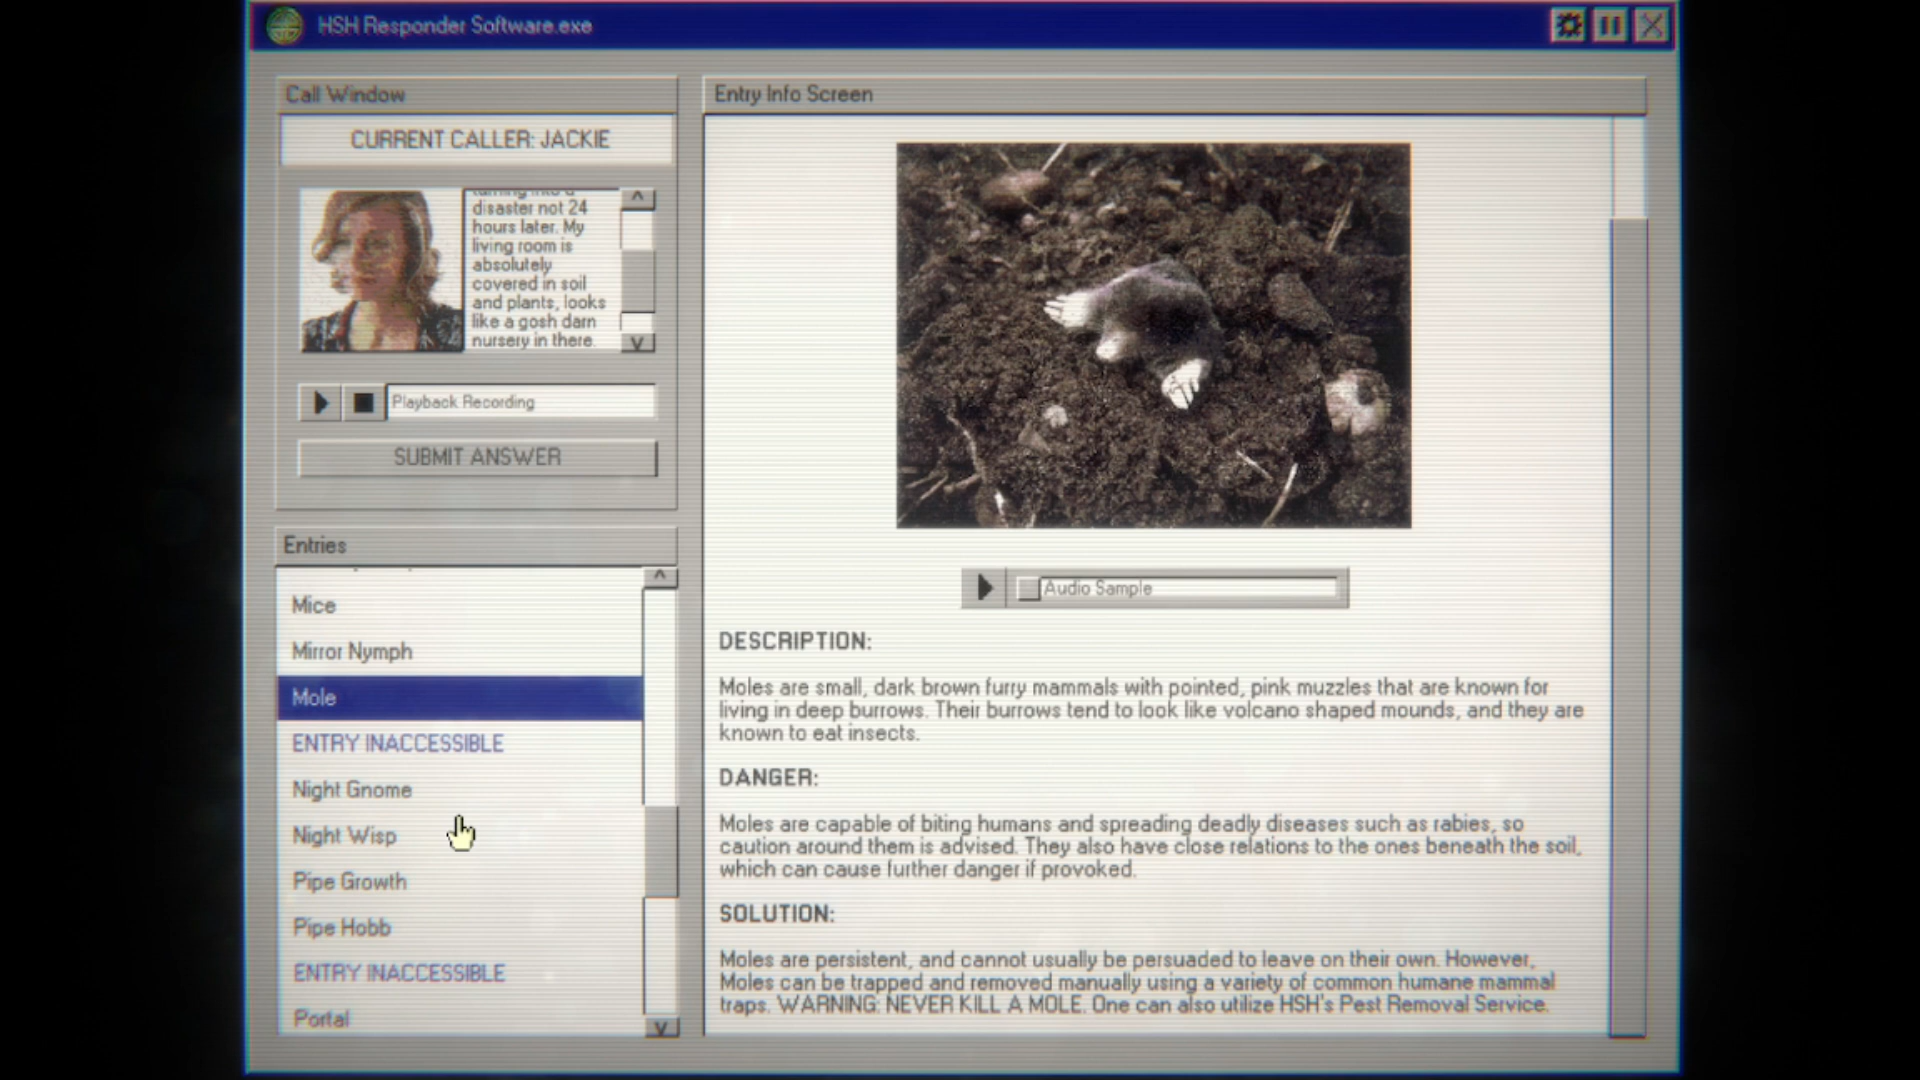 HSH Responder Software.exe
Call Window
CURRENT CALLER: JACKIE
turning into a
disaster not 24
hours later. My
living room is
absolutely
covered in soil
and plants, looks
like a gosh darn
nursery in there.
Playback Recording
SUBMIT ANSWER
Entries
Mice
Mirror Nymph
Mole
ENTRY INACCESSIBLE
Night Gnome
Night Wisp
Pipe Growth
Pipe Hobb
ENTRY INACCESSIBLE
Portal
Entry Info Screen
Audio Sample
DESCRIPTION:
Moles are small, dark brown furry mammals with pointed, pink muzzles that are known for
living in deep burrows. Their burrows tend to look like volcano shaped mounds, and they are
known to eat insects.
DANGER:
Moles are capable of biting humans and spreading deadly diseases such as rabies, so
caution around them is advised. They also have close relations to the ones beneath the soil,
which can cause further danger if provoked.
SOLUTION:
Moles are persistent, and cannot usually be persuaded to leave on their own. However,
Moles can be trapped and removed manually using a variety of common humane mammal
traps. WARNING: NEVER KILL A MOLE. One can also utilize HSH's Pest Removal Service.